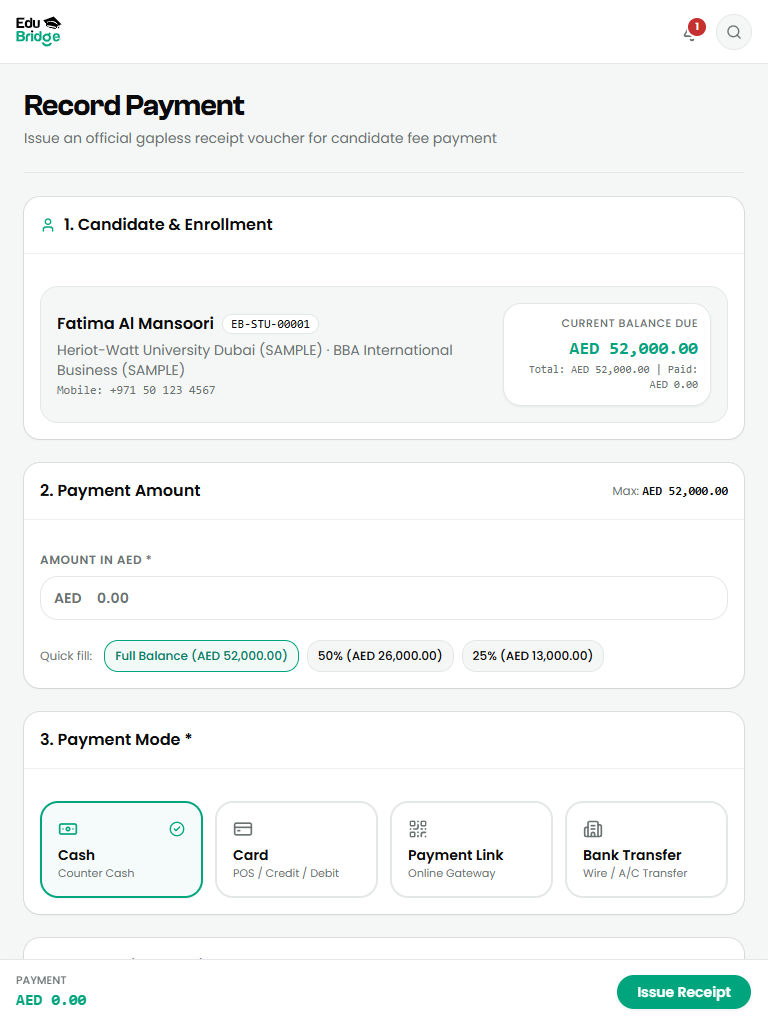 Edu
Bridge
1
Record Payment
Issue an official gapless receipt voucher for candidate fee payment
1. Candidate & Enrollment
Fatima Al Mansoori EB-STU-00001
Heriot-Watt University Dubai (SAMPLE) · BBA International
Business (SAMPLE)
Mobile: +971 50 123 4567
CURRENT BALANCE DUE
AED 52,000.00
Total: AED 52,000.00 | Paid:
AED 0.00
2. Payment Amount
Max: AED 52,000.00
AMOUNT IN AED *
AED 0.00
Quick fill: Full Balance (AED 52,000.00) 50% (AED 26,000.00) 25% (AED 13,000.00)
3. Payment Mode *
Cash
Counter Cash
Card
POS / Credit / Debit
Payment Link
Online Gateway
Bank Transfer
Wire / A/C Transfer
PAYMENT
AED 0.00
Issue Receipt